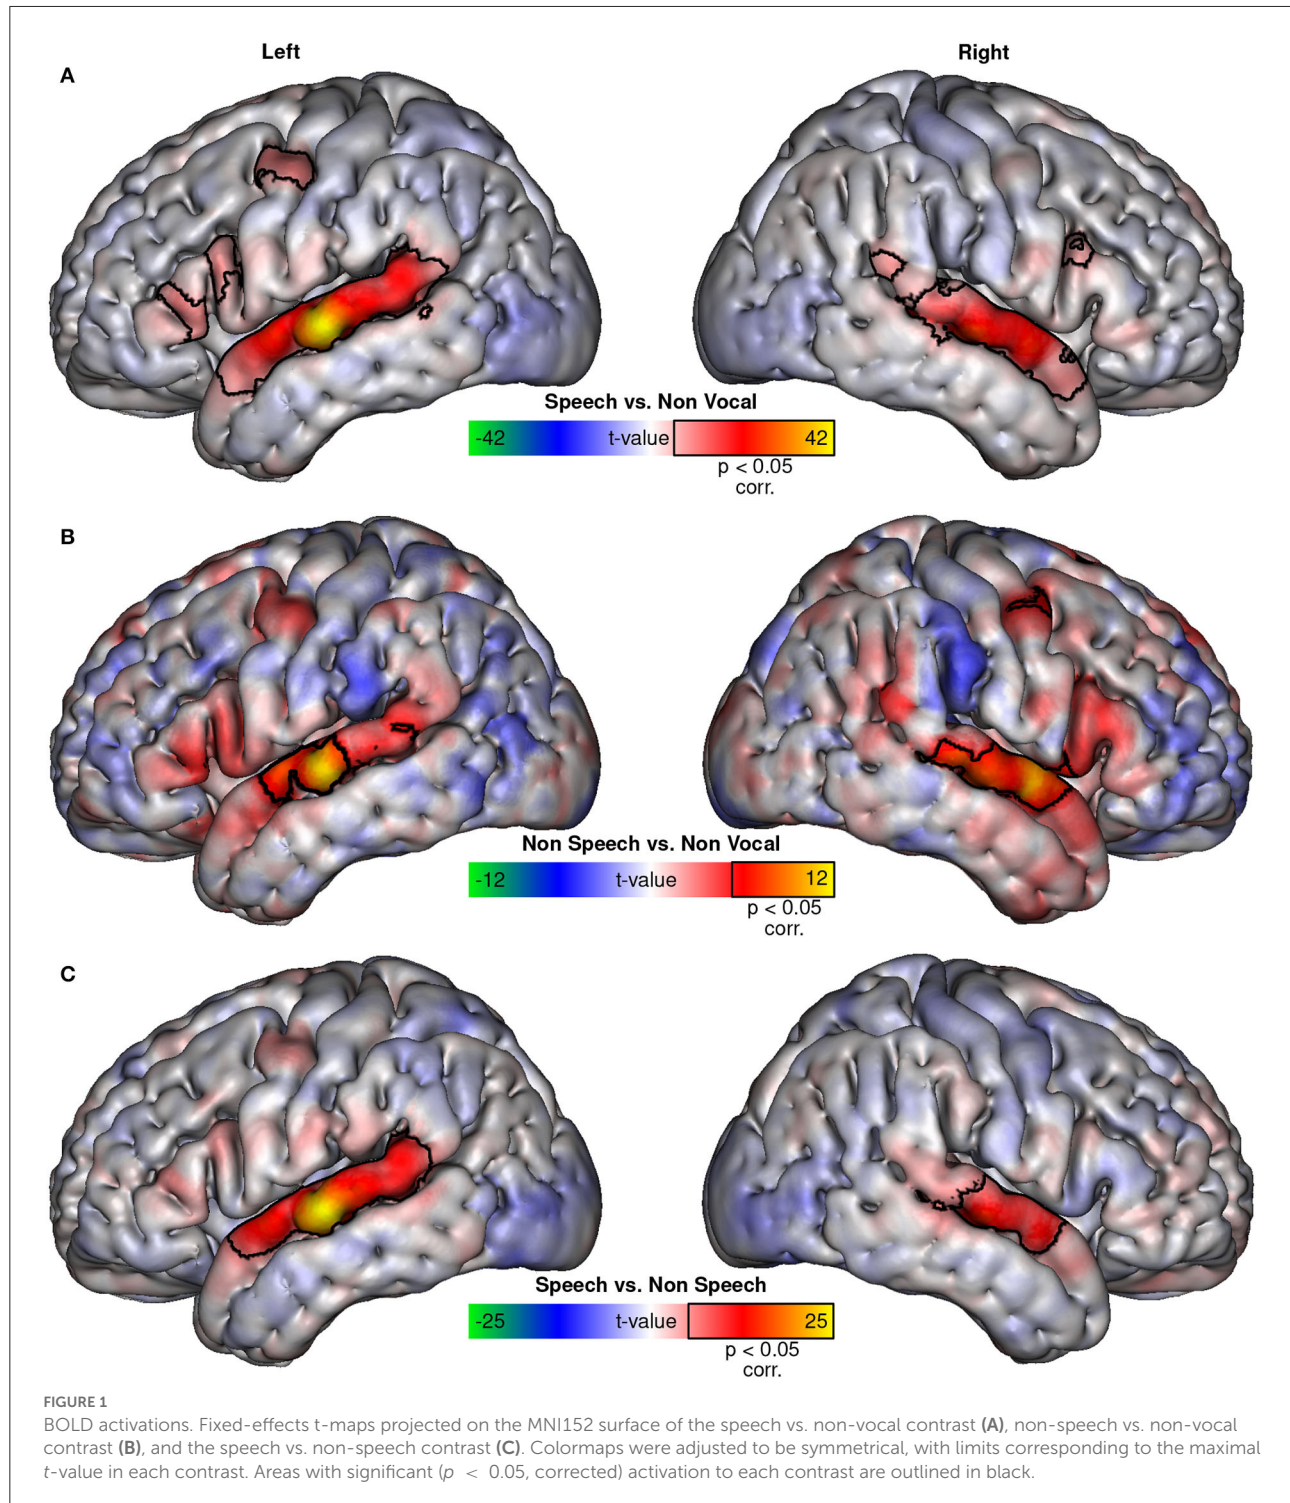 Left
Right
A
Speech vs. Non Vocal
-42 t-value 42
p < 0.05
corr.
B
Non Speech vs. Non Vocal
-12 t-value 12
p < 0.05
corr.
C
Speech vs. Non Speech
-25 t-value 25
p < 0.05
corr.
FIGURE 1
BOLD activations. Fixed-effects t-maps projected on the MNI152 surface of the speech vs. non-vocal contrast (A), non-speech vs. non-vocal
contrast (B), and the speech vs. non-speech contrast (C). Colormaps were adjusted to be symmetrical, with limits corresponding to the maximal
t-value in each contrast. Areas with significant (p < 0.05, corrected) activation to each contrast are outlined in black.